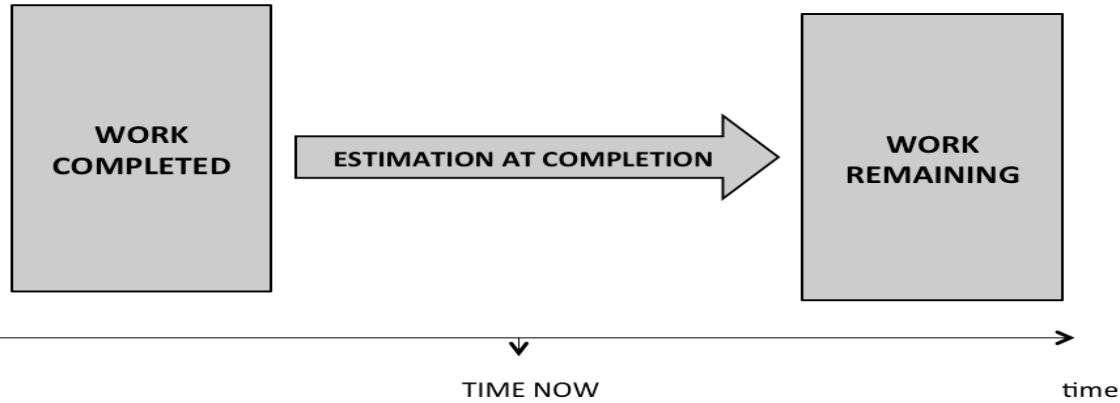 WORK
COMPLETED
ESTIMATION AT COMPLETION
WORK
REMAINING
TIME NOW
time